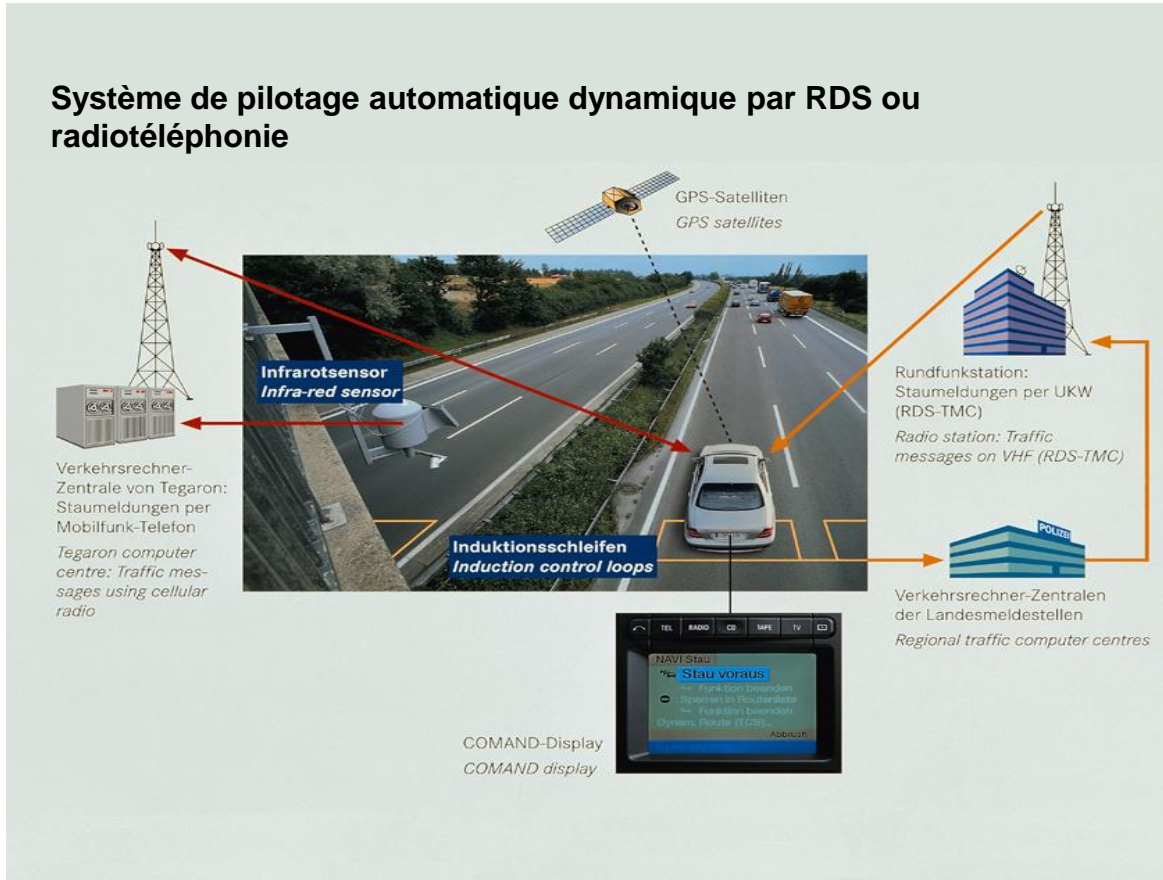 Système de pilotage automatique dynamique par RDS ou
radiotéléphonie
GPS-Satelliten
GPS satellites
Infrarotsensor
Infra-red sensor
Rundfunkstation:
Staumeldungen per UKW
(RDS-TMC)
Radio station: Traffic
messages on VHF (RDS-TMC)
Verkehrsrechner-
Zentrale von Tegaron:
Staumeldungen per
Mobilfunk-Telefon
Tegaron computer
centre: Traffic mes-
sages using cellular
radio
Induktionsschleifen
Induction control loops
POLIZEI
Verkehrsrechner-Zentralen
der Landesmeldestellen
Regional traffic computer centres
TEL RADIO CD TAPE TV
NAVI Stau
Stau voraus
Funktion beenden
Sperren in Routenliste
Funktion beenden
Dynam. Route (TCS)...
Abbruch
COMAND-Display
COMAND display